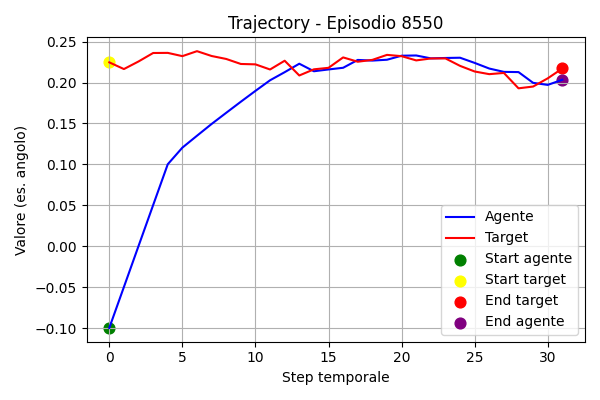 Trajectory - Episodio 8550
Valore (es. angolo)
0.25
0.20
0.15
0.10
0.05
0.00
−0.05
−0.10
0 5 10 15 20 25 30
Step temporale
Agente
Target
Start agente
Start target
End target
End agente